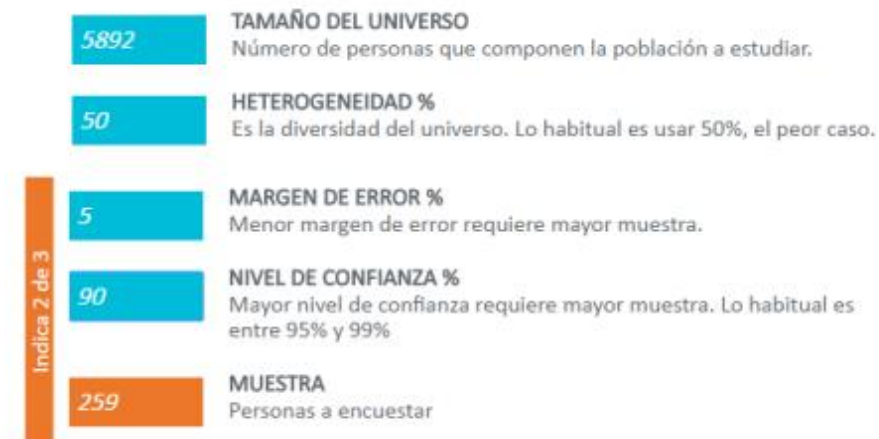 5892
TAMAÑO DEL UNIVERSO
Número de personas que componen la población a estudiar.
50
HETEROGENEIDAD %
Es la diversidad del universo. Lo habitual es usar 50%, el peor caso.
Indica 2 de 3
5
MARGEN DE ERROR %
Menor margen de error requiere mayor muestra.
90
NIVEL DE CONFIANZA %
Mayor nivel de confianza requiere mayor muestra. Lo habitual es
entre 95% y 99%
259
MUESTRA
Personas a encuestar